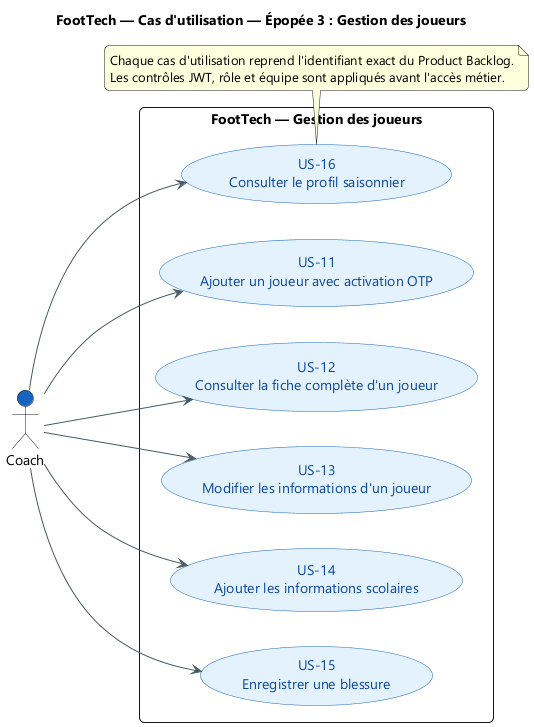 FootTech — Cas d'utilisation — Épopée 3 : Gestion des joueurs
Chaque cas d'utilisation reprend l'identifiant exact du Product Backlog.
Les contrôles JWT, rôle et équipe sont appliqués avant l'accès métier.
FootTech — Gestion des joueurs
US-16
Consulter le profil saisonnier
US-11
Ajouter un joueur avec activation OTP
US-12
Consulter la fiche complète d'un joueur
Coach
US-13
Modifier les informations d'un joueur
US-14
Ajouter les informations scolaires
US-15
Enregistrer une blessure